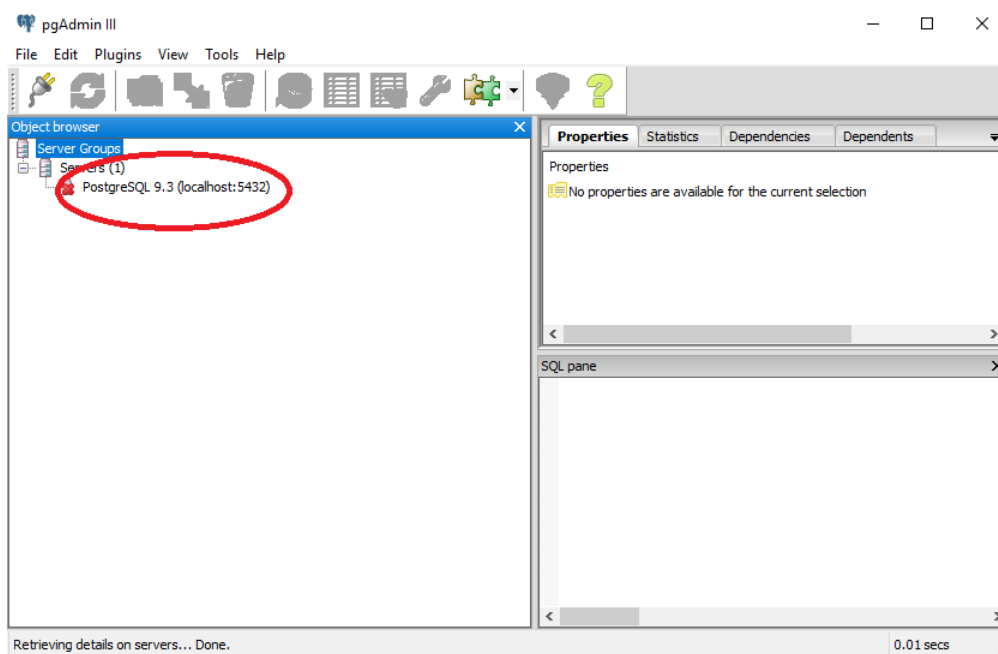 pgAdmin III
File Edit Plugins View Tools Help
Object browser
Server Groups
Servers (1)
PostgreSQL 9.3 (localhost:5432)
Properties Statistics Dependencies Dependents
Properties
No properties are available for the current selection
SQL pane
Retrieving details on servers... Done.
0.01 secs